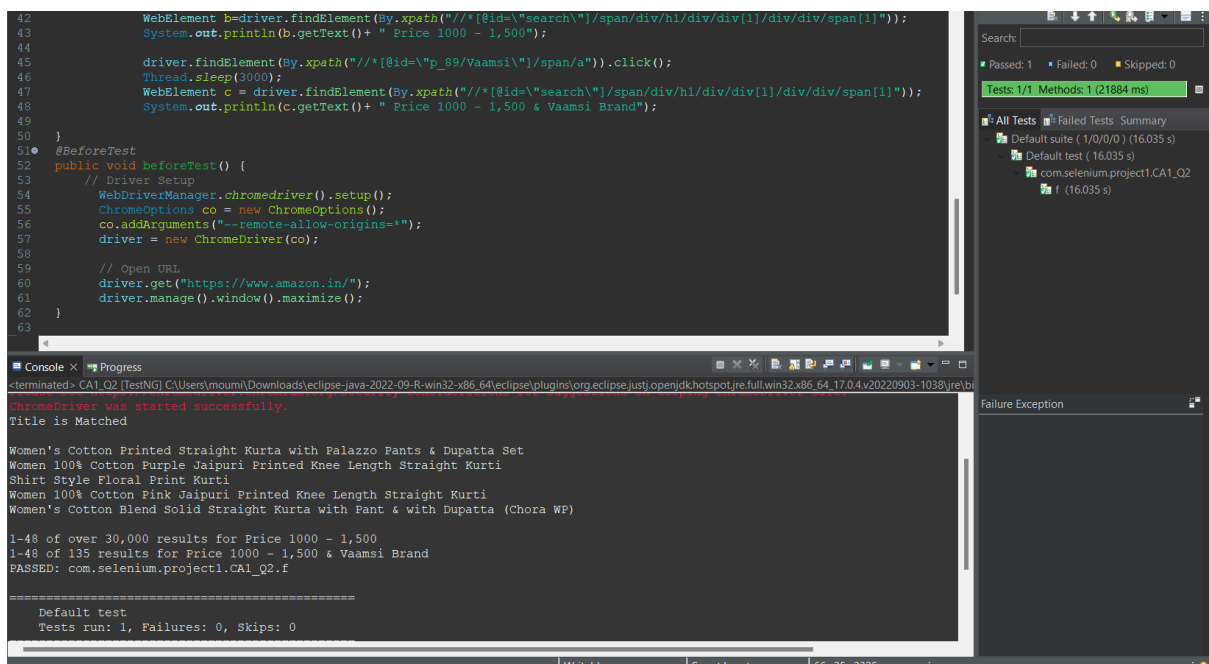 42 WebElement b=driver.findElement(By.xpath("//*[@id=\"search\"]/span/div/h1/div/div[1]/div/div/span[1]"));
43 System.out.println(b.getText()+ " Price 1000 - 1,500");
44
45 driver.findElement(By.xpath("//*[@id=\"p_89/Vaamsi\"]/span/a")).click();
46 Thread.sleep(3000);
47 WebElement c = driver.findElement(By.xpath("//*[@id=\"search\"]/span/div/h1/div/div[1]/div/div/span[1]"));
48 System.out.println(c.getText()+ " Price 1000 - 1,500 & Vaamsi Brand");
49
50 }
51 @BeforeTest
52 public void beforeTest() {
53 // Driver Setup
54 WebDriverManager.chromedriver().setup();
55 ChromeOptions co = new ChromeOptions();
56 co.addArguments("--remote-allow-origins=*");
57 driver = new ChromeDriver(co);
58
59 // Open URL
60 driver.get("https://www.amazon.in/");
61 driver.manage().window().maximize();
62 }
63
Search:
Passed: 1 Failed: 0 Skipped: 0
Tests: 1/1 Methods: 1 (21884 ms)
All Tests Failed Tests Summary
Default suite ( 1/0/0/0 ) (16.035 s)
Default test ( 16.035 s)
com.selenium.project1.CA1_Q2
f (16.035 s)
Console × Progress
<terminated> CA1_Q2 [TestNG] C:\Users\moumi\Downloads\eclipse-java-2022-09-R-win32-x86_64\eclipse\plugins\org.eclipse.justj.openjdk.hotspot.jre.full.win32.x86_64_17.0.4.v20220903-1038\jre\bi
ChromeDriver was started successfully.
Title is Matched
Women's Cotton Printed Straight Kurta with Palazzo Pants & Dupatta Set
Women 100% Cotton Purple Jaipuri Printed Knee Length Straight Kurti
Shirt Style Floral Print Kurti
Women 100% Cotton Pink Jaipuri Printed Knee Length Straight Kurti
Women's Cotton Blend Solid Straight Kurta with Pant & with Dupatta (Chora WP)
1-48 of over 30,000 results for Price 1000 - 1,500
1-48 of 135 results for Price 1000 - 1,500 & Vaamsi Brand
PASSED: com.selenium.project1.CA1_Q2.f
===============================================
Default test
Tests run: 1, Failures: 0, Skips: 0
===============================================
Failure Exception